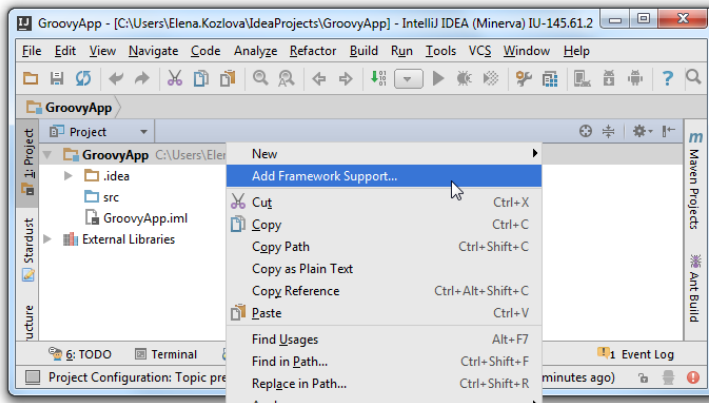 GroovyApp - [C:\Users\Elena.Kozlova\IdeaProjects\GroovyApp] - IntelliJ IDEA (Minerva) IU-145.61.2
File Edit View Navigate Code Analyze Refactor Build Run Tools VCS Window Help
GroovyApp
1: Project
Project
GroovyApp C:\Users\Ele
.idea
src
GroovyApp.iml
External Libraries
Stardust
ucture
New
Add Framework Support...
Cut Ctrl+X
Copy Ctrl+C
Copy Path Ctrl+Shift+C
Copy as Plain Text
Copy Reference Ctrl+Alt+Shift+C
Paste Ctrl+V
Find Usages Alt+F7
Find in Path... Ctrl+Shift+F
Replace in Path... Ctrl+Shift+R
m
Maven Projects
Ant Build
6: TODO Terminal
1 Event Log
Project Configuration: Topic pre
minutes ago)